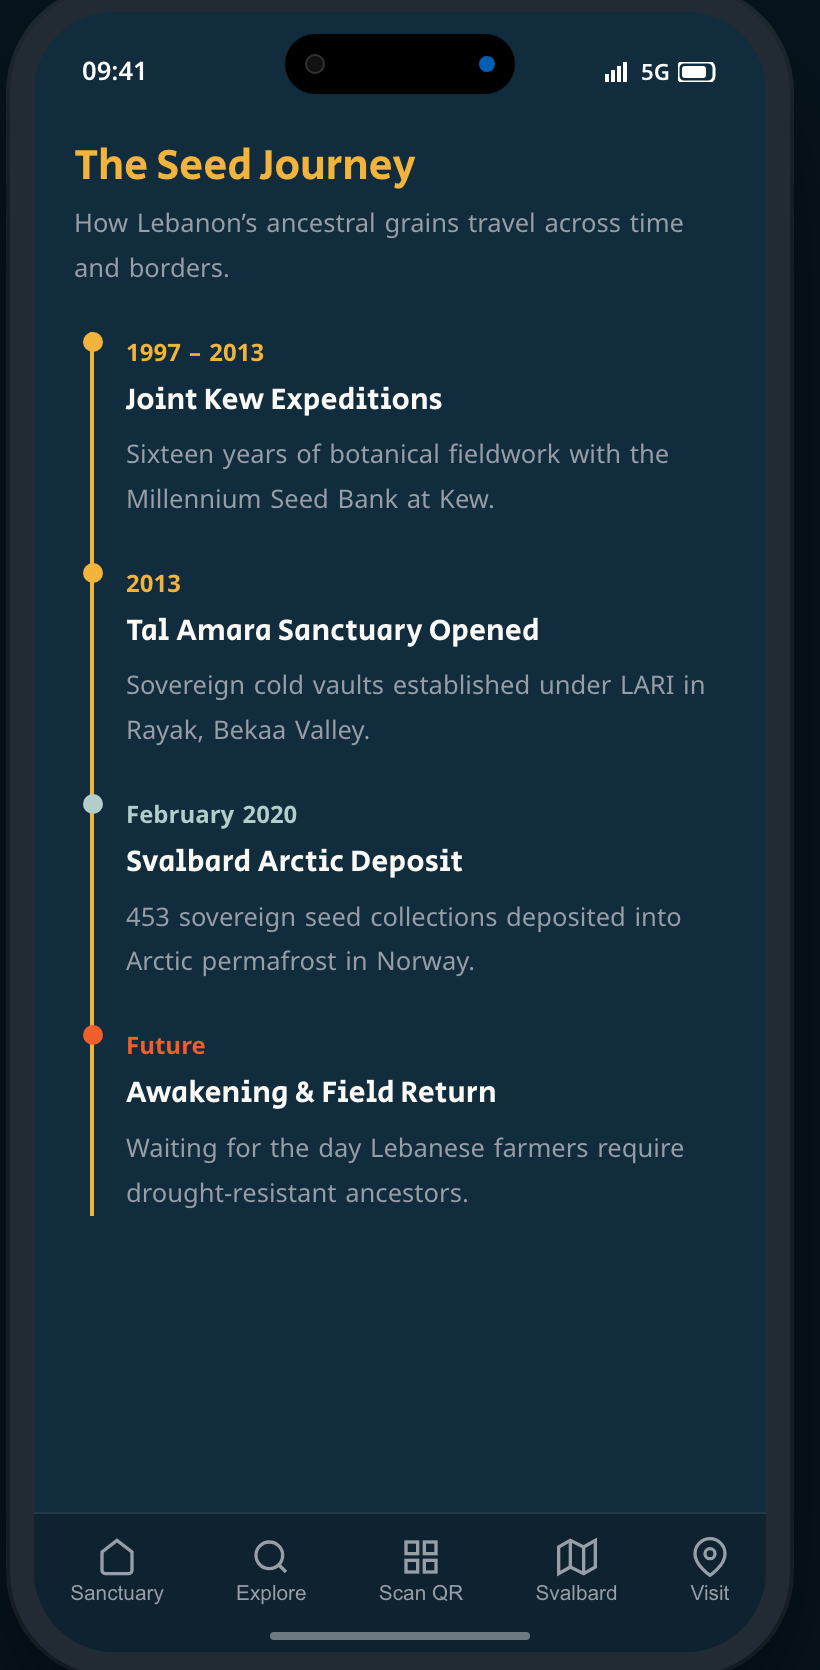 09:41
5G
The Seed Journey
How Lebanon’s ancestral grains travel across time
and borders.
1997 – 2013
Joint Kew Expeditions
Sixteen years of botanical fieldwork with the
Millennium Seed Bank at Kew.
2013
Tal Amara Sanctuary Opened
Sovereign cold vaults established under LARI in
Rayak, Bekaa Valley.
February 2020
Svalbard Arctic Deposit
453 sovereign seed collections deposited into
Arctic permafrost in Norway.
Future
Awakening & Field Return
Waiting for the day Lebanese farmers require
drought-resistant ancestors.
Sanctuary
Explore
Scan QR
Svalbard
Visit